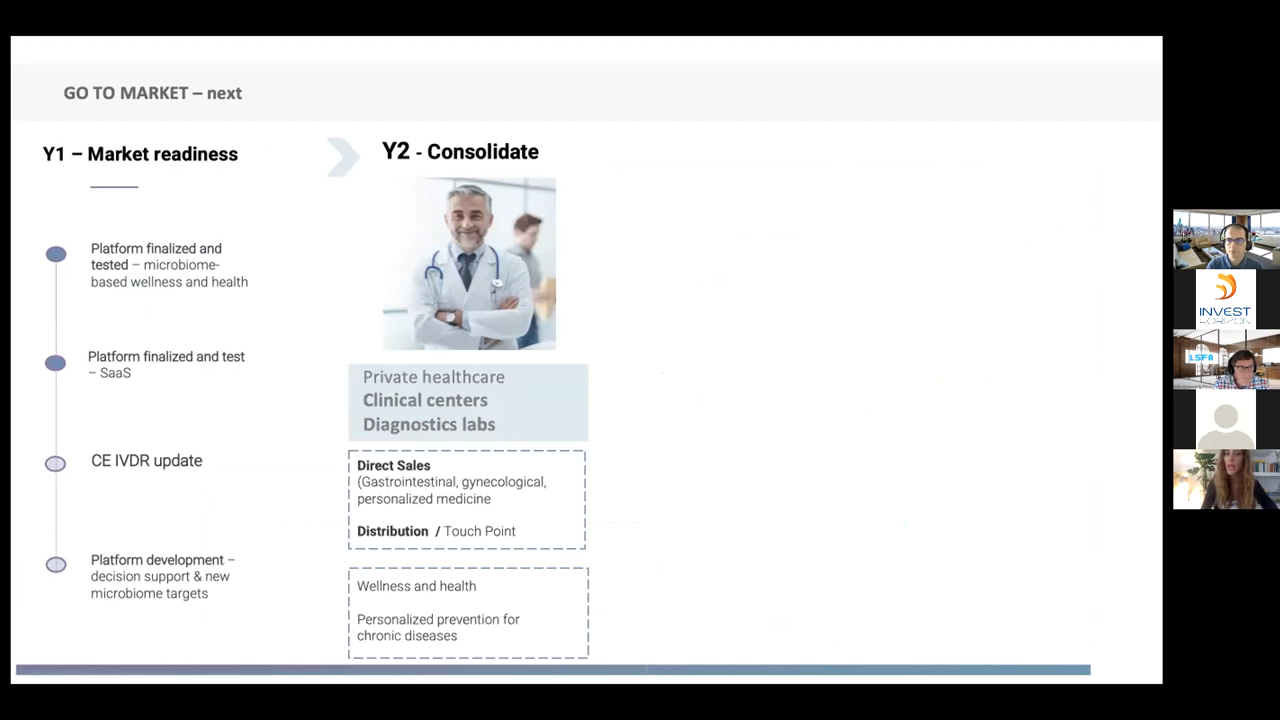 GO TO MARKET – next
Y1 – Market readiness
Platform finalized and
tested – microbiome-
based wellness and health
Platform finalized and test
– SaaS
CE IVDR update
Platform development –
decision support & new
microbiome targets
Y2 - Consolidate
Private healthcare
Clinical centers
Diagnostics labs
Direct Sales
(Gastrointestinal, gynecological,
personalized medicine
Distribution / Touch Point
Wellness and health
Personalized prevention for
chronic diseases
INVEST
HORIZON
LSFA